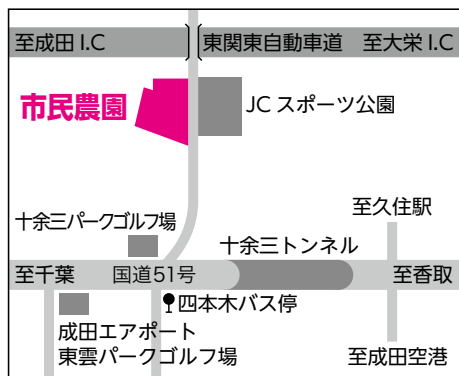 至成田 I.C
東関東自動車道
至大栄 I.C
市民農園
JC スポーツ公園
至久住駅
十余三パークゴルフ場
十余三トンネル
至千葉
国道51号
至香取
四本木バス停
成田エアポート
東雲パークゴルフ場
至成田空港